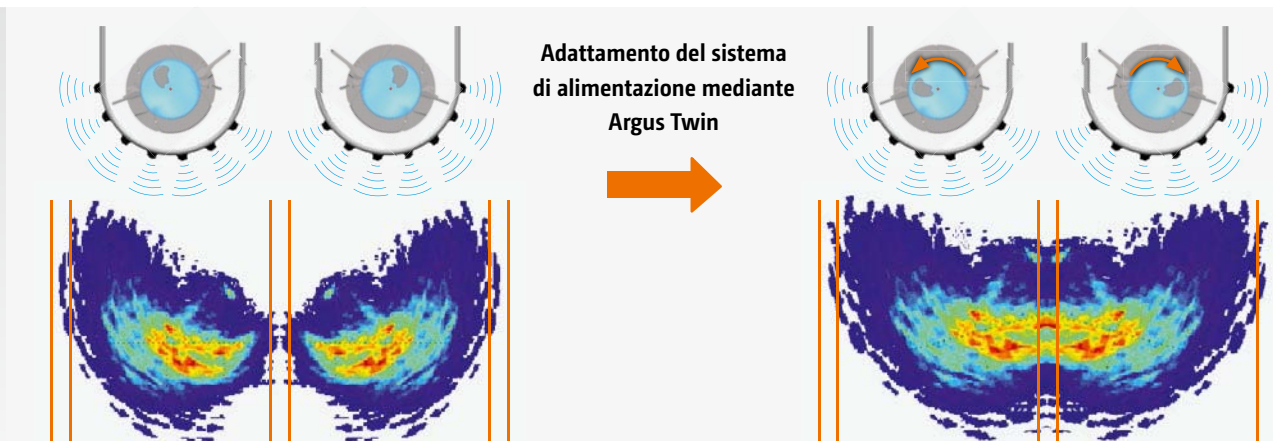 Adattamento del sistema
di alimentazione mediante
Argus Twin